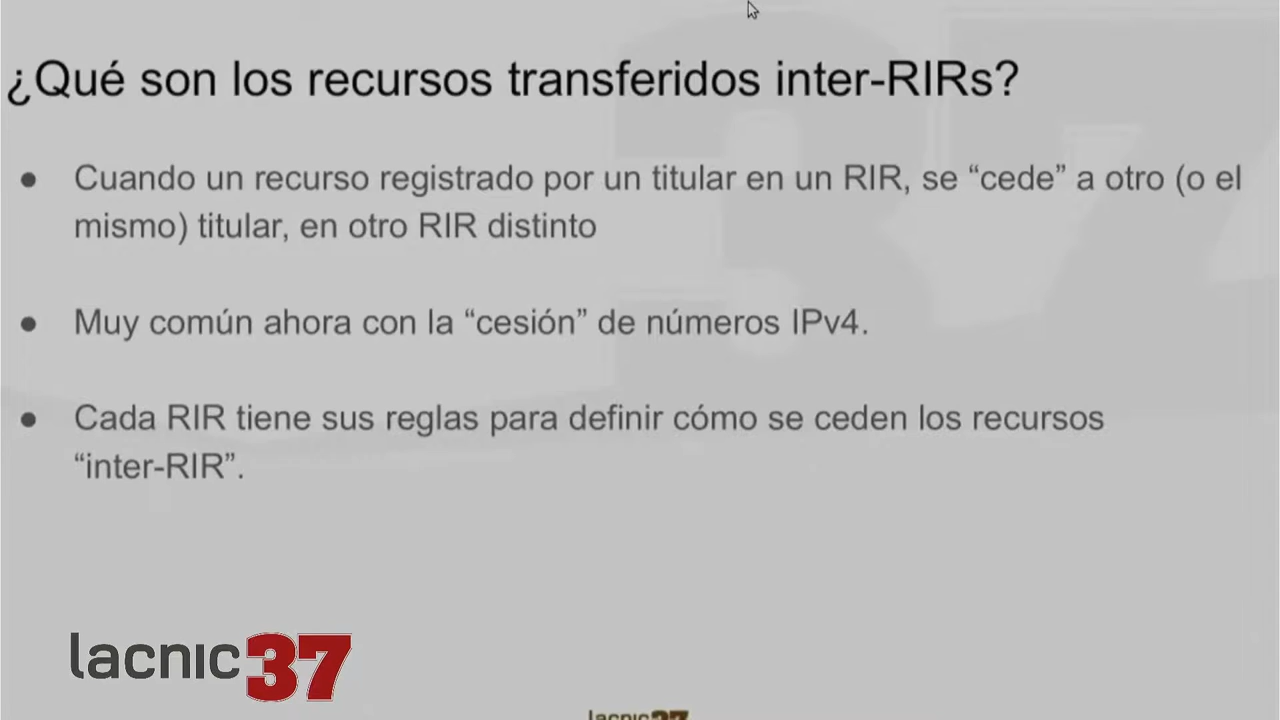 ¿Qué son los recursos transferidos inter-RIRs?
● Cuando un recurso registrado por un titular en un RIR, se “cede” a otro (o el
mismo) titular, en otro RIR distinto
● Muy común ahora con la “cesión” de números IPv4.
● Cada RIR tiene sus reglas para definir cómo se ceden los recursos
“inter-RIR”.
lacnic37
lacnic37